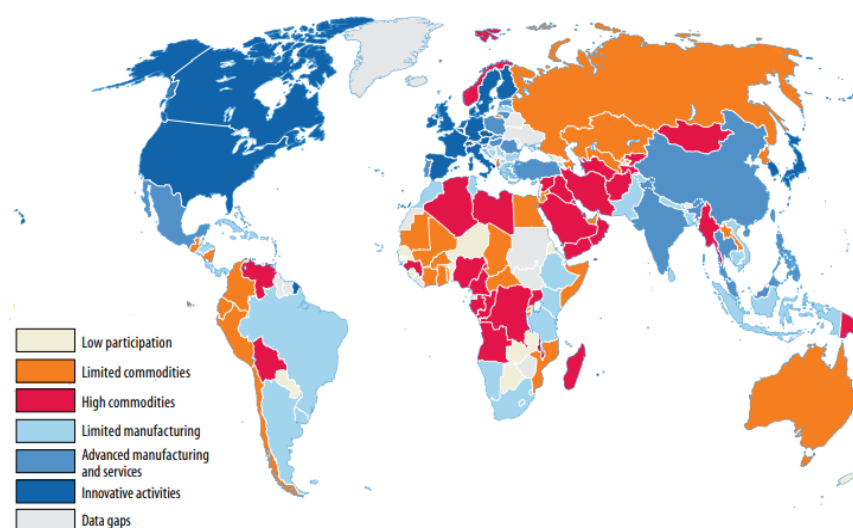 Low participation
Limited commodities
High commodities
Limited manufacturing
Advanced manufacturing
and services
Innovative activities
Data gaps